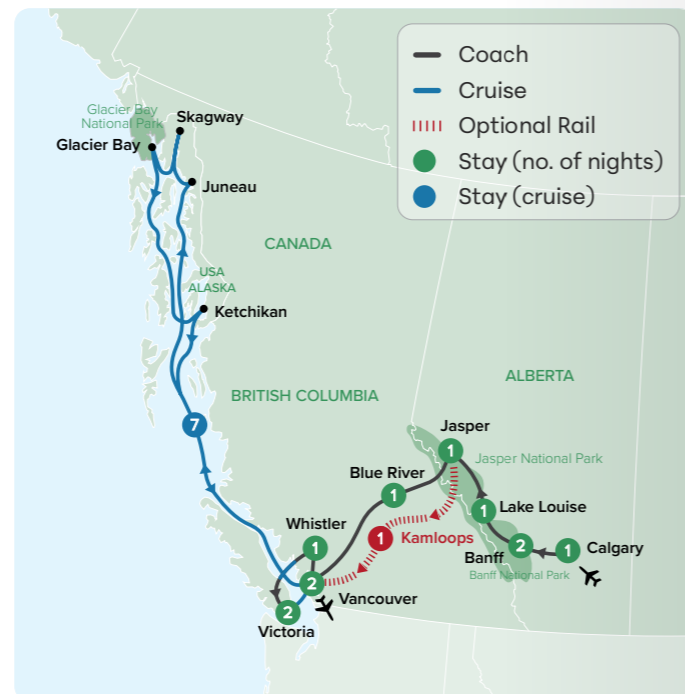 Coach
Cruise
Optional Rail
Stay (no. of nights)
Stay (cruise)
Glacier Bay
National Park
Skagway
Glacier Bay
Juneau
CANADA
USA
ALASKA
Ketchikan
BRITISH COLUMBIA
ALBERTA
7
Jasper
1
Jasper National Park
Blue River
1
Lake Louise
1
Whistler
1
1
Kamloops
Banff
2
1
Calgary
Banff National Park
2
Vancouver
2
Victoria